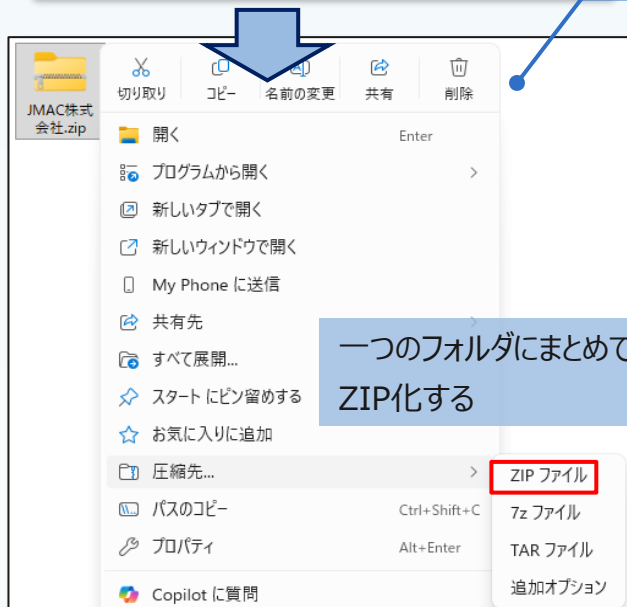 切り取り
コピー
名前の変更
共有
削除
JMAC株式
会社.zip
開く
Enter
プログラムから開く
新しいタブで開く
新しいウィンドウで開く
My Phone に送信
共有先
一つのフォルダにまとめて
ZIP化する
すべて展開...
スタート にピン留めする
お気に入りに追加
圧縮先...
ZIP ファイル
パスのコピー
Ctrl+Shift+C
7z ファイル
プロパティ
Alt+Enter
TAR ファイル
追加オプション
Copilot に質問